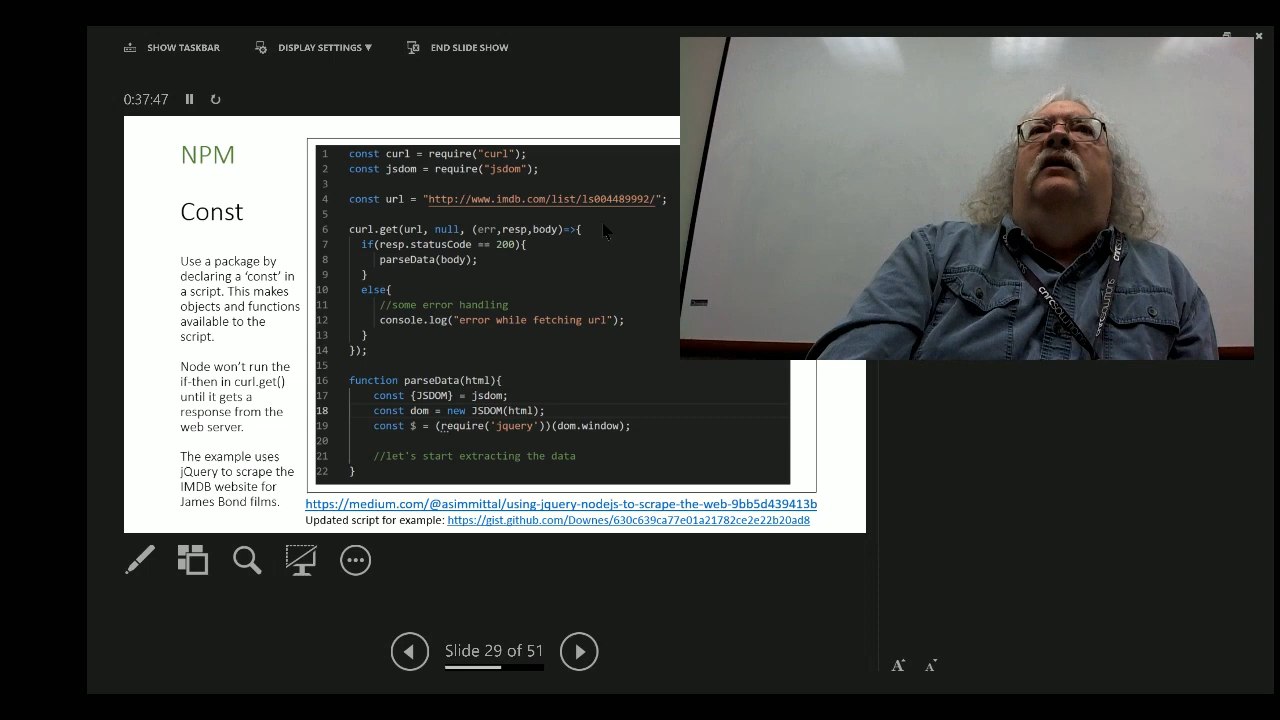 SHOW TASKBAR
DISPLAY SETTINGS ▼
END SLIDE SHOW
0:37:47
NPM
Const
Use a package by
declaring a ‘const’ in
a script. This makes
objects and functions
available to the
script.
Node won’t run the
if-then in curl.get()
until it gets a
response from the
web server.
The example uses
jQuery to scrape the
IMDB website for
James Bond films.
1 const curl = require("curl");
2 const jsdom = require("jsdom");
3
4 const url = "http://www.imdb.com/list/ls004489992/";
5
6 curl.get(url, null, (err,resp,body)=>{
7 if(resp.statusCode == 200){
8 parseData(body);
9 }
10 else{
11 //some error handling
12 console.log("error while fetching url");
13 }
14 });
15
16 function parseData(html){
17 const {JSDOM} = jsdom;
18 const dom = new JSDOM(html);
19 const $ = (require('jquery'))(dom.window);
20
21 //let's start extracting the data
22 }
https://medium.com/@asimmittal/using-jquery-nodejs-to-scrape-the-web-9bb5d439413b
Updated script for example: https://gist.github.com/Downes/630c639ca77e01a21782ce2e22b20ad8
Slide 29 of 51
A A